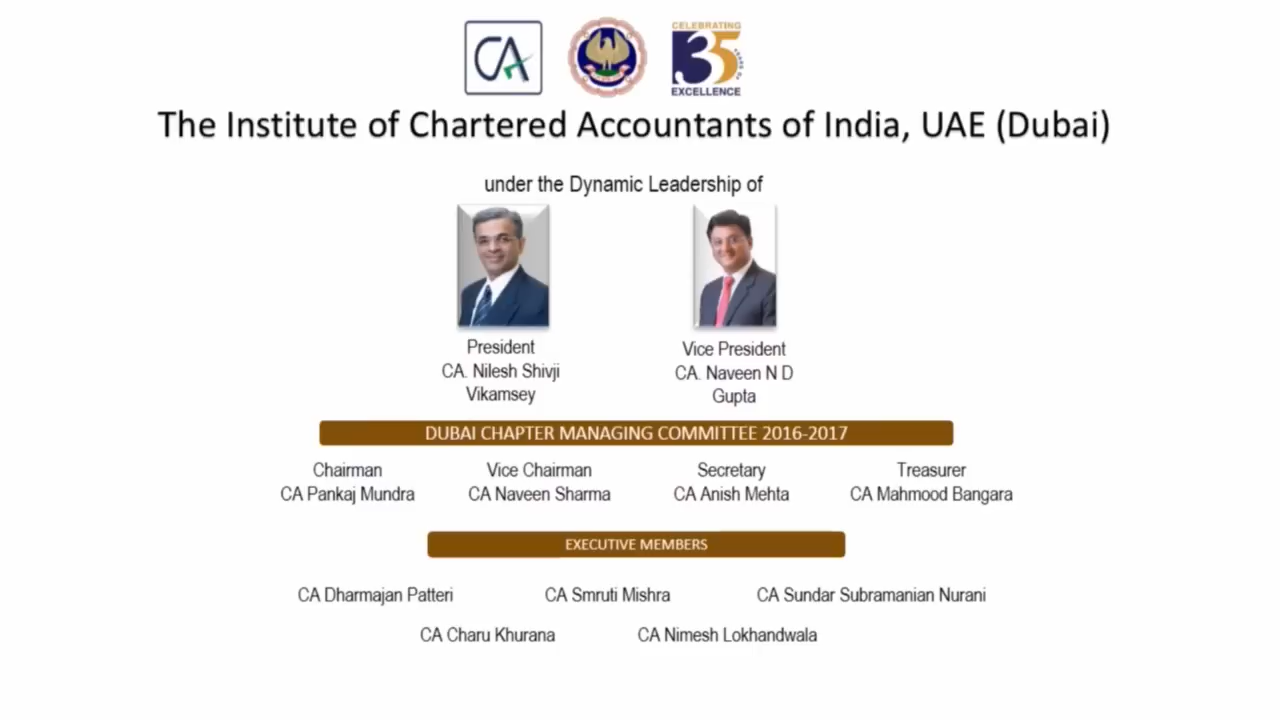 CA
CELEBRATING
35
EXCELLENCE
The Institute of Chartered Accountants of India, UAE (Dubai)
under the Dynamic Leadership of
President
CA. Nilesh Shivji
Vikamsey
Vice President
CA. Naveen N D
Gupta
DUBAI CHAPTER MANAGING COMMITTEE 2016-2017
Chairman
CA Pankaj Mundra
Vice Chairman
CA Naveen Sharma
Secretary
CA Anish Mehta
Treasurer
CA Mahmood Bangara
EXECUTIVE MEMBERS
CA Dharmajan Patteri
CA Smruti Mishra
CA Sundar Subramanian Nurani
CA Charu Khurana
CA Nimesh Lokhandwala